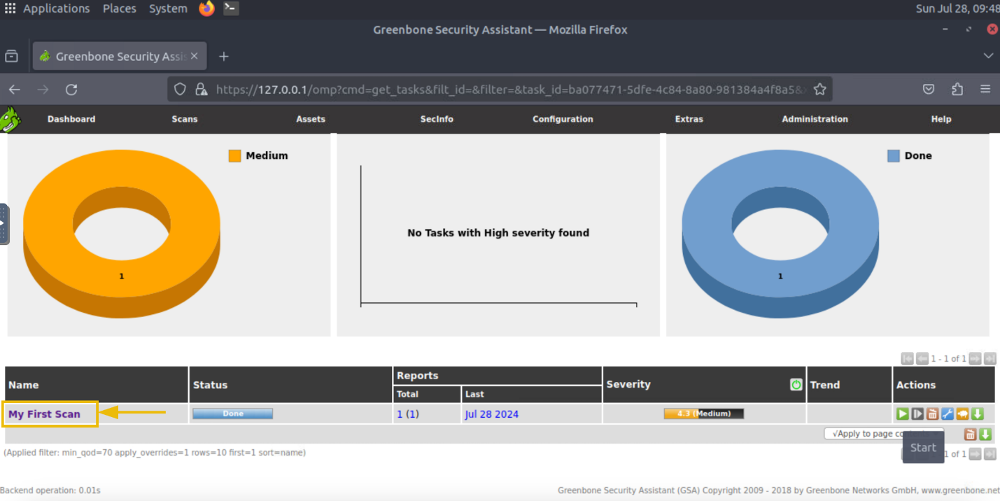 Applications Places System Sun Jul 28, 09:48
Greenbone Security Assistant — Mozilla Firefox
Greenbone Security Assis
https://127.0.0.1/omp?cmd=get_tasks&filt_id=&filter=&task_id=ba077471-5dfe-4c84-8a80-981384a4f8a5&
Dashboard Scans Assets SecInfo Configuration Extras Administration Help
Medium
Done
No Tasks with High severity found
1
1
1 - 1 of 1
Name Status Reports Severity Trend Actions
Total Last
My First Scan Done 1 (1) Jul 28 2024 4.3 (Medium)
√Apply to page
Start
1 of 1
(Applied filter: min_qod=70 apply_overrides=1 rows=10 first=1 sort=name)
Backend operation: 0.01s Greenbone Security Assistant (GSA) Copyright 2009 - 2018 by Greenbone Networks GmbH, www.greenbone.net